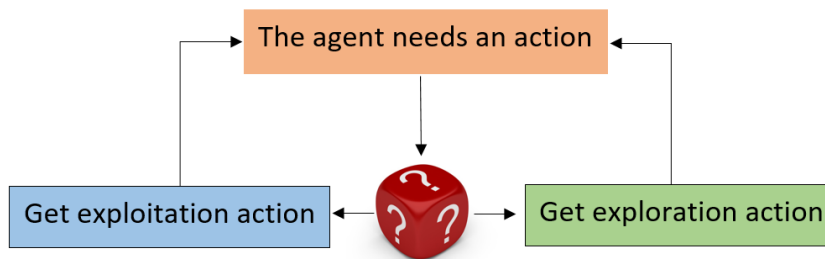 The agent needs an action
? ? ?
Get exploitation action
Get exploration action